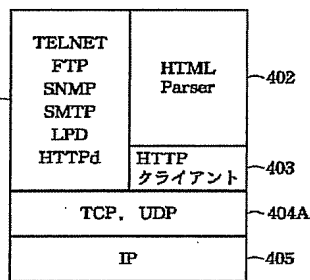 TELNET
FTP
SNMP
SMTP
LPD
HTTPd
HTML
Parser
402
HTTP
クライアント
403
TCP, UDP
404A
IP
405